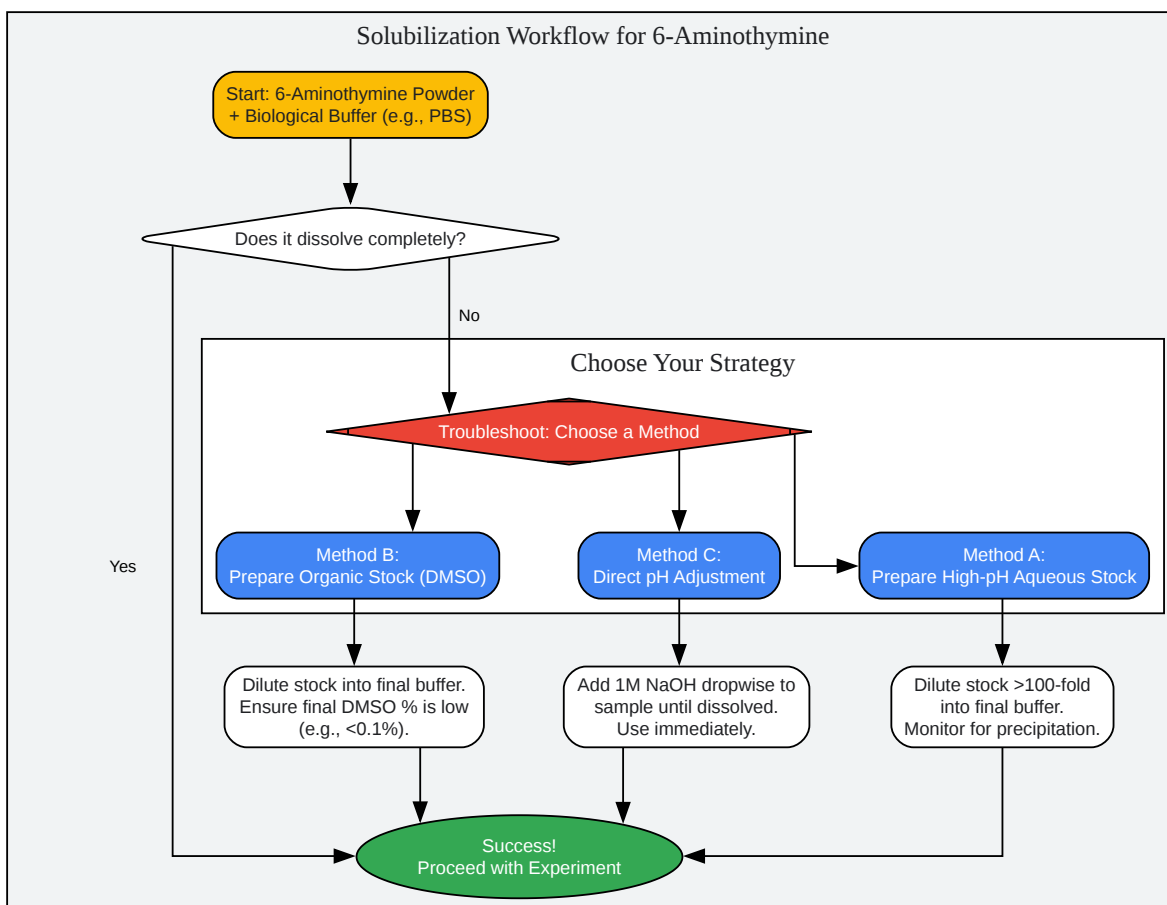 Solubilization Workflow for 6-Aminothymine
Start: 6-Aminothymine Powder
+ Biological Buffer (e.g., PBS)
Does it dissolve completely?
No
Choose Your Strategy
Troubleshoot: Choose a Method
Yes
Method B:
Prepare Organic Stock (DMSO)
Method C:
Direct pH Adjustment
Method A:
Prepare High-pH Aqueous Stock
Dilute stock into final buffer.
Ensure final DMSO % is low
(e.g., <0.1%).
Add 1M NaOH dropwise to
sample until dissolved.
Use immediately.
Dilute stock >100-fold
into final buffer.
Monitor for precipitation.
Success!
Proceed with Experiment